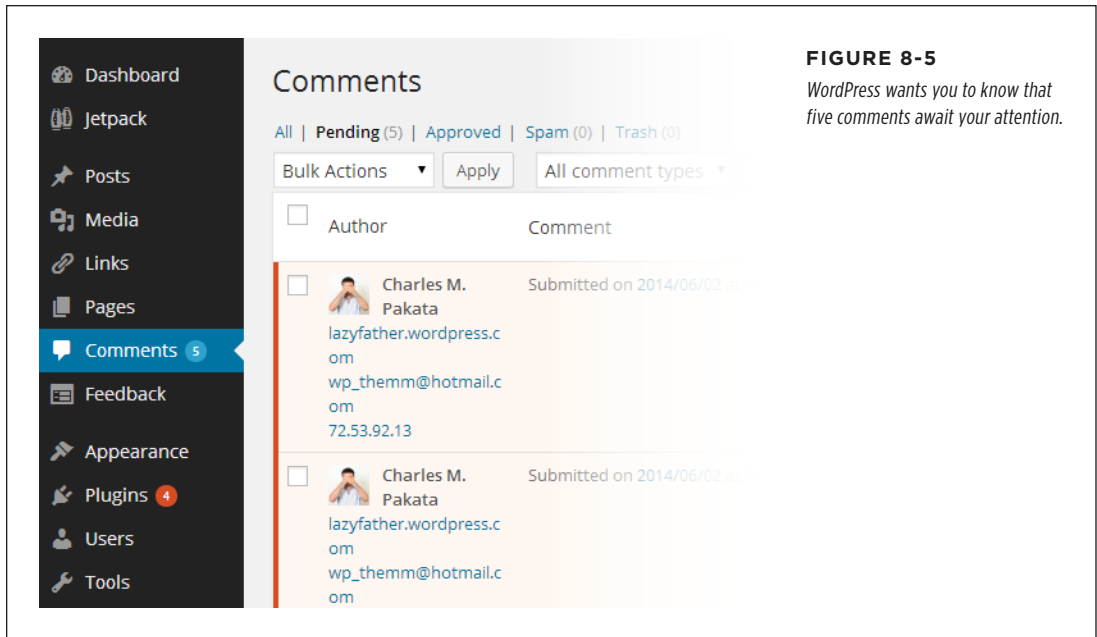 Dashboard
Jetpack
Posts
Media
Links
Pages
Comments 5
Feedback
Appearance
Plugins 4
Users
Tools
Comments
All | Pending (5) | Approved | Spam (0) | Trash (0)
Bulk Actions Apply All comment types
Author Comment
Charles M. Submitted on 2014/06/02 at
Pakata
lazyfather.wordpress.c
om
wp_themm@hotmail.c
om
72.53.92.13
Charles M. Submitted on 2014/06/02 at
Pakata
lazyfather.wordpress.c
om
wp_themm@hotmail.c
om
FIGURE 8-5
WordPress wants you to know that
five comments await your attention.